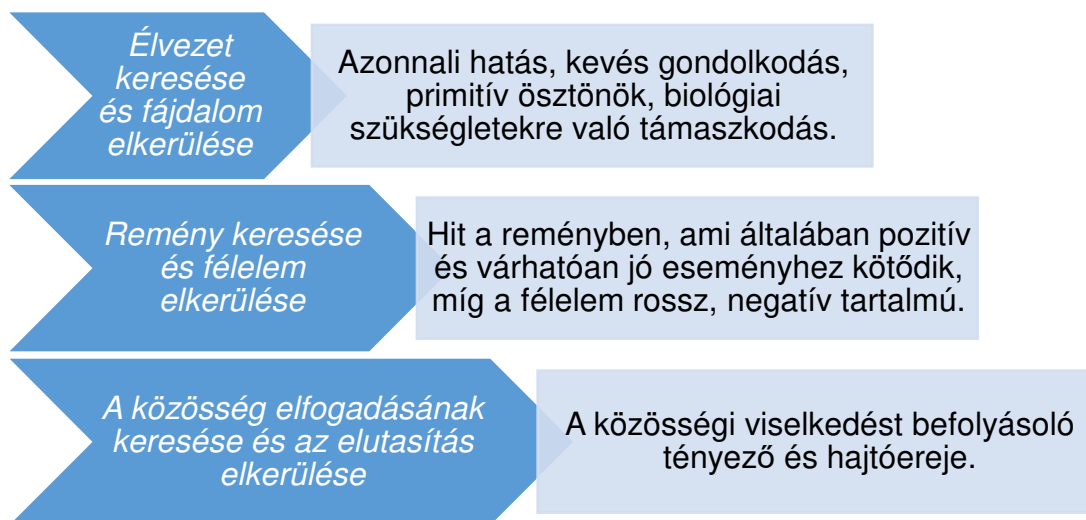 Élvezet
keresése
és fájdalom
elkerülése
Azonnali hatás, kevés gondolkodás,
primitív ösztönök, biológiai
szükségletekre való támaszkodás.
Remény keresése
és félelem
elkerülése
Hit a reményben, ami általában pozitív
és várhatóan jó eseményhez kötődik,
míg a félelem rossz, negatív tartalmú.
A közösség elfogadásának
keresése és az elutasítás
elkerülése
A közösségi viselkedést befolyásoló
tényező és hajtóereje.